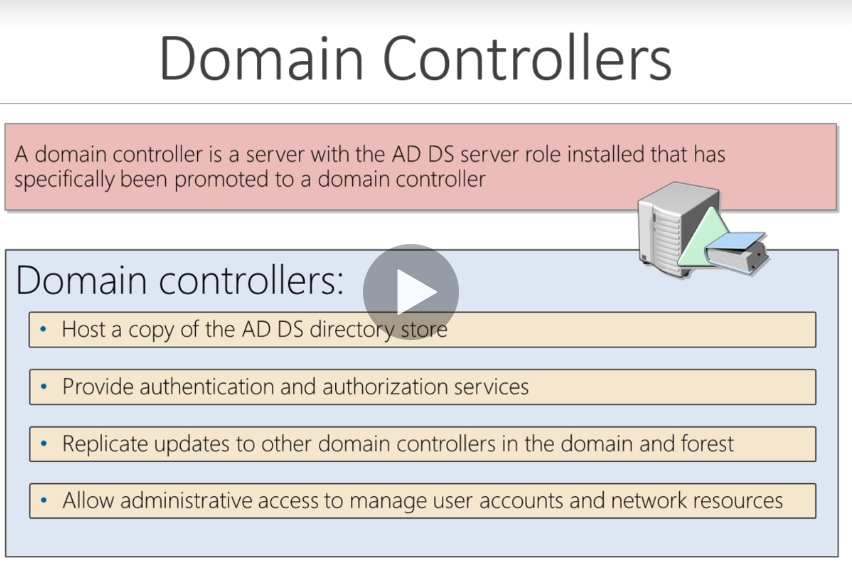 Domain Controllers
A domain controller is a server with the AD DS server role installed that has
specifically been promoted to a domain controller
Domain controllers:
• Host a copy of the AD DS directory store
• Provide authentication and authorization services
• Replicate updates to other domain controllers in the domain and forest
• Allow administrative access to manage user accounts and network resources